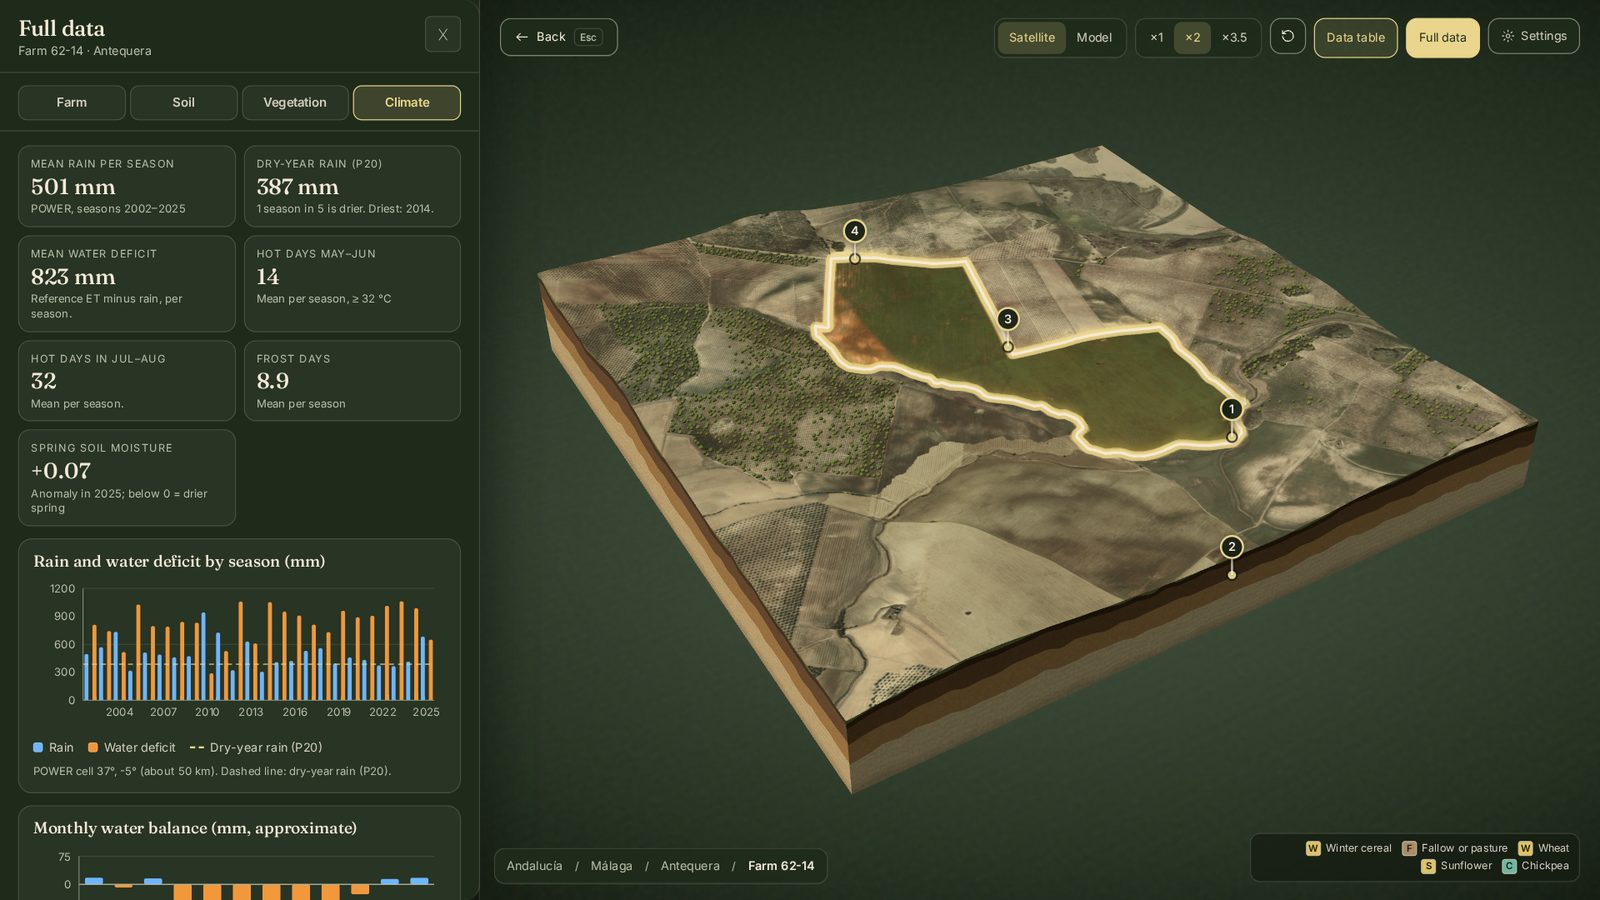 Full data
Farm 62-14 · Antequera
X
Farm
Soil
Vegetation
Climate
MEAN RAIN PER SEASON
501 mm
POWER, seasons 2002–2025
DRY-YEAR RAIN (P20)
387 mm
1 season in 5 is drier. Driest: 2014.
MEAN WATER DEFICIT
823 mm
Reference ET minus rain, per
season.
HOT DAYS MAY–JUN
14
Mean per season, ≥ 32 °C
HOT DAYS IN JUL–AUG
32
Mean per season.
FROST DAYS
8.9
Mean per season
SPRING SOIL MOISTURE
+0.07
Anomaly in 2025; below 0 = drier
spring
Rain and water deficit by season (mm)
1200
900
600
300
0
2004 2007 2010 2013 2016 2019 2022 2025
Rain Water deficit Dry-year rain (P20)
POWER cell 37°, -5° (about 50 km). Dashed line: dry-year rain (P20).
Monthly water balance (mm, approximate)
75
0
← Back Esc
Satellite Model
×1 ×2 ×3.5
Data table
Full data
Settings
4
3
1
2
Andalucía / Málaga / Antequera / Farm 62-14
W Winter cereal F Fallow or pasture W Wheat
S Sunflower C Chickpea